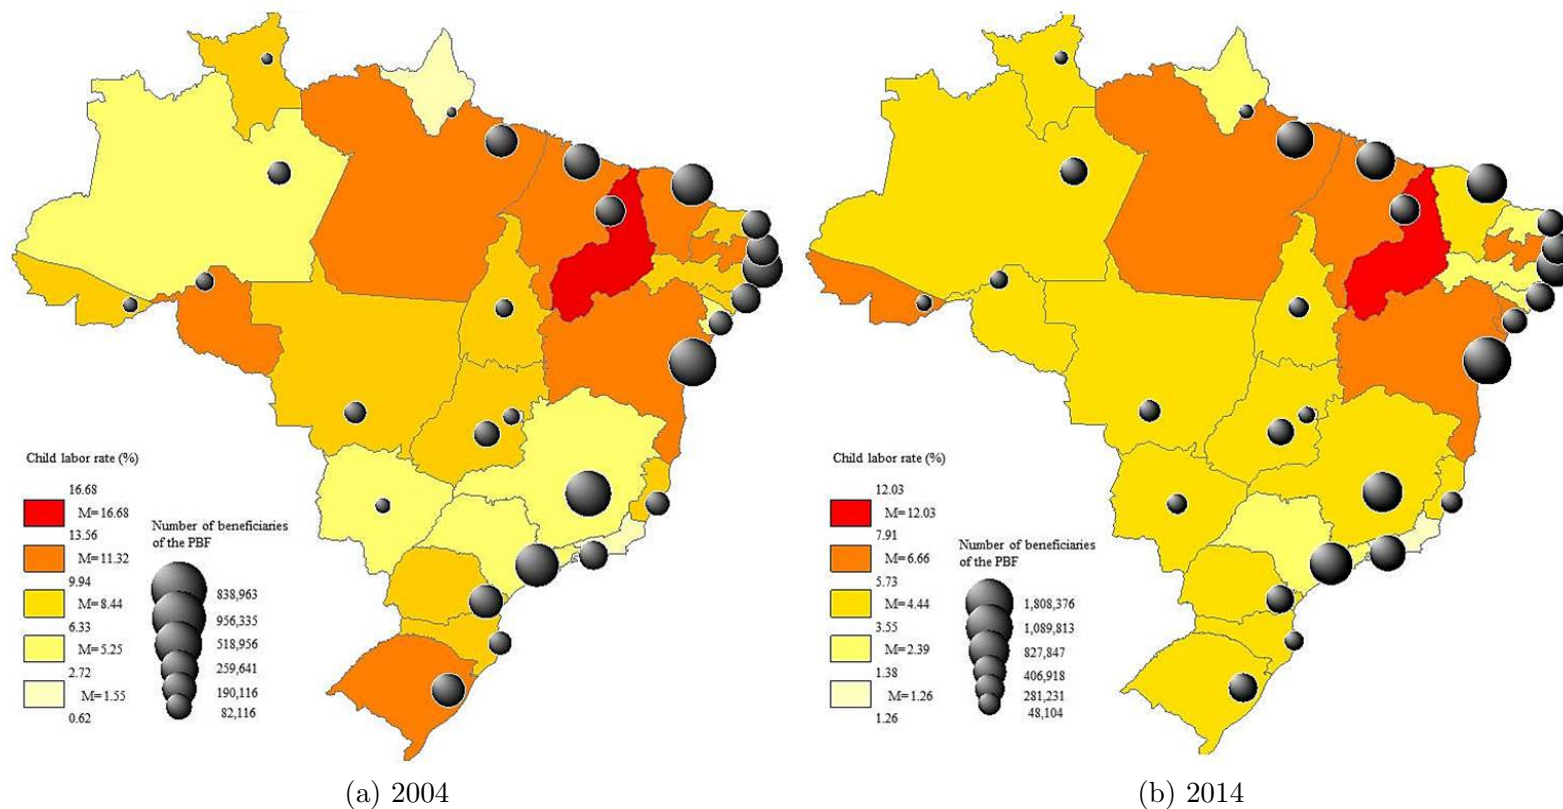 Child labor rate (%)
16.68
M=16.68
13.56
M=11.32
9.94
M=8.44
6.33
M=5.25
2.72
M=1.55
0.62
Number of beneficiaries
of the PBF
838,963
956,335
518,956
259,641
190,116
82,116
(a) 2004
Child labor rate (%)
12.03
M=12.03
7.91
M=6.66
5.73
M=4.44
3.55
M=2.39
1.38
M=1.26
1.26
Number of beneficiaries
of the PBF
1,808,376
1,089,813
827,847
406,918
281,231
48,104
(b) 2014